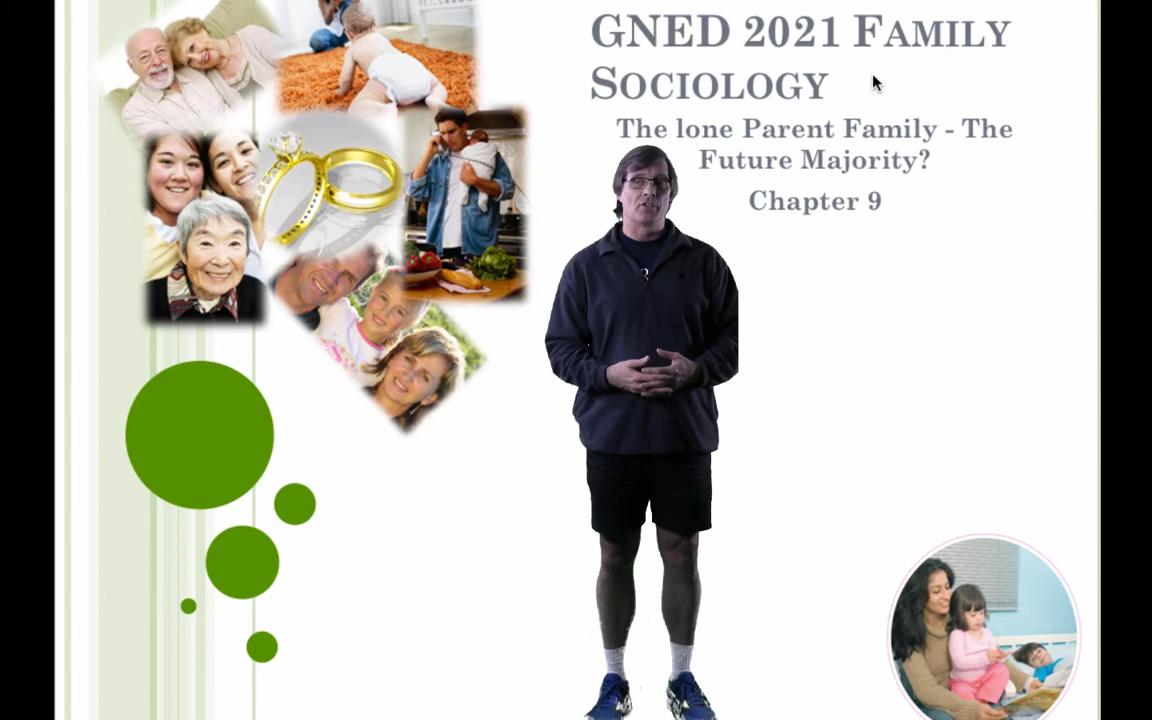 GNED 2021 FAMILY
SOCIOLOGY
The lone Parent Family - The
Future Majority?
Chapter 9